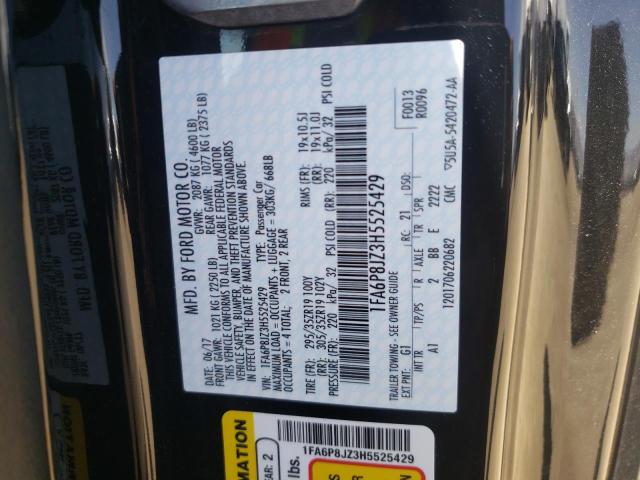 MFD. BY FORD MOTOR CO.
DATE: 06/17 GVWR: 2087 KG ( 4600 LB)
FRONT GAWR: 1021 KG ( 2250 LB) REAR GAWR: 1077 KG ( 2375 LB)
THIS VEHICLE CONFORMS TO ALL APPLICABLE FEDERAL MOTOR
VEHICLE SAFETY, BUMPER, AND THEFT PREVENTION STANDARDS
IN EFFECT ON THE DATE OF MANUFACTURE SHOWN ABOVE.
VIN: 1FA6P8JZ3H5525429 TYPE: Passenger Car
MAXIMUM LOAD = OCCUPANTS + LUGGAGE = 303KG/ 668LB
OCCUPANTS = 4 TOTAL: 2 FRONT, 2 REAR
TIRE (FR): 295/35ZR19 100Y RIMS (FR): 19x10.5J
(RR): 305/35ZR19 102Y (RR): 19x11.0J
PRESSURE (FR): 220 kPa/ 32 PSI COLD (RR): 220 kPa/ 32 PSI COLD
1FA6P8JZ3H5525429
F0013
R0096
TRAILER TOWING - SEE OWNER GUIDE
EXT PNT: G1 RC: 21 DSO:
INT TR TP/PS R AXLE TR SPR
A1 2 BB E 2222
1201706220682 CMC
5U5A-5420472-AA
1FA6P8JZ3H5525429
REAR: 2
lbs.